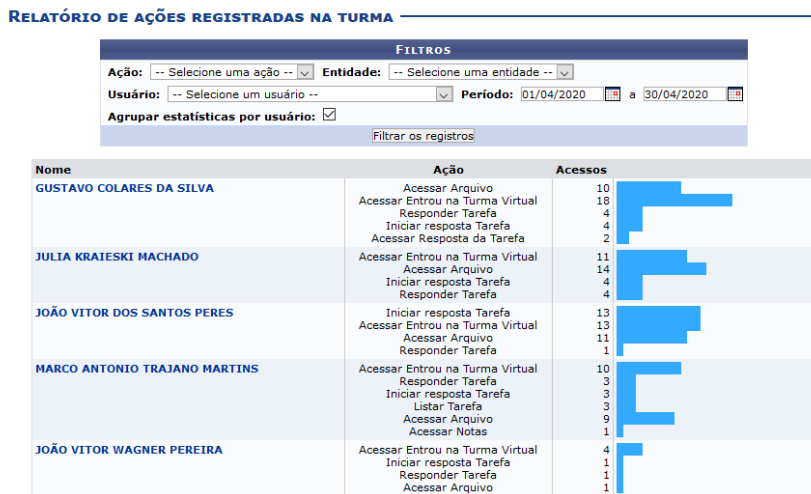 RELATÓRIO DE AÇÕES REGISTRADAS NA TURMA
FILTROS
Ação: -- Selecione uma ação -- Entidade: -- Selecione uma entidade --
Usuário: -- Selecione um usuário -- Período: 01/04/2020 a 30/04/2020
Agrupar estatísticas por usuário:
Filtrar os registros
Nome Ação Acessos
GUSTAVO COLARES DA SILVA Acessar Arquivo 10
Acessar Entrou na Turma Virtual 18
Responder Tarefa 4
Iniciar resposta Tarefa 4
Acessar Resposta da Tarefa 2
JULIA KRAIESKI MACHADO Acessar Entrou na Turma Virtual 11
Acessar Arquivo 14
Iniciar resposta Tarefa 4
Responder Tarefa 4
JOÃO VITOR DOS SANTOS PERES Iniciar resposta Tarefa 13
Acessar Entrou na Turma Virtual 13
Acessar Arquivo 11
Responder Tarefa 1
MARCO ANTONIO TRAJANO MARTINS Acessar Entrou na Turma Virtual 10
Responder Tarefa 3
Iniciar resposta Tarefa 3
Listar Tarefa 3
Acessar Arquivo 9
Acessar Notas 1
JOÃO VITOR WAGNER PEREIRA Acessar Entrou na Turma Virtual 4
Iniciar resposta Tarefa 1
Responder Tarefa 1
Acessar Arquivo 1